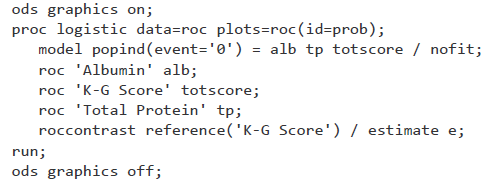 ods graphics on;
proc logistic data=roc plots=roc(id=prob);
   model popind(event='0') = alb tp totscore / nofit;
   roc 'Albumin' alb;
   roc 'K-G Score' totscore;
   roc 'Total Protein' tp;
   roccontrast reference('K-G Score') / estimate e;
run;
ods graphics off;